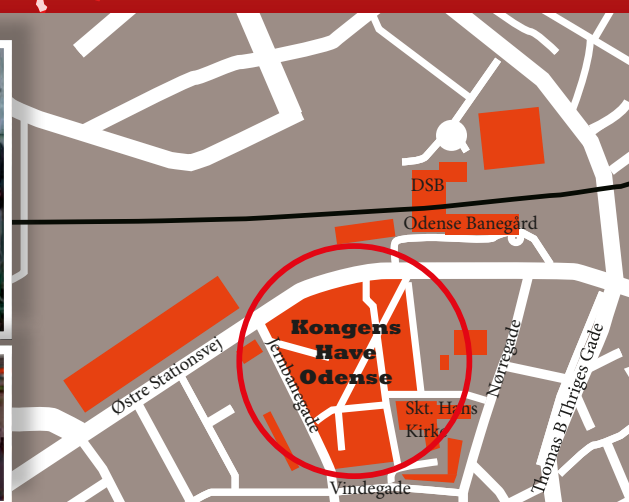 DSB
Odense Banegård
Kongens
Have
Odense
Østre Stationsvej
Jernbanegade
Nørregade
Thomas B Thriges Gade
Skt. Hans
Kirke
Vindegade